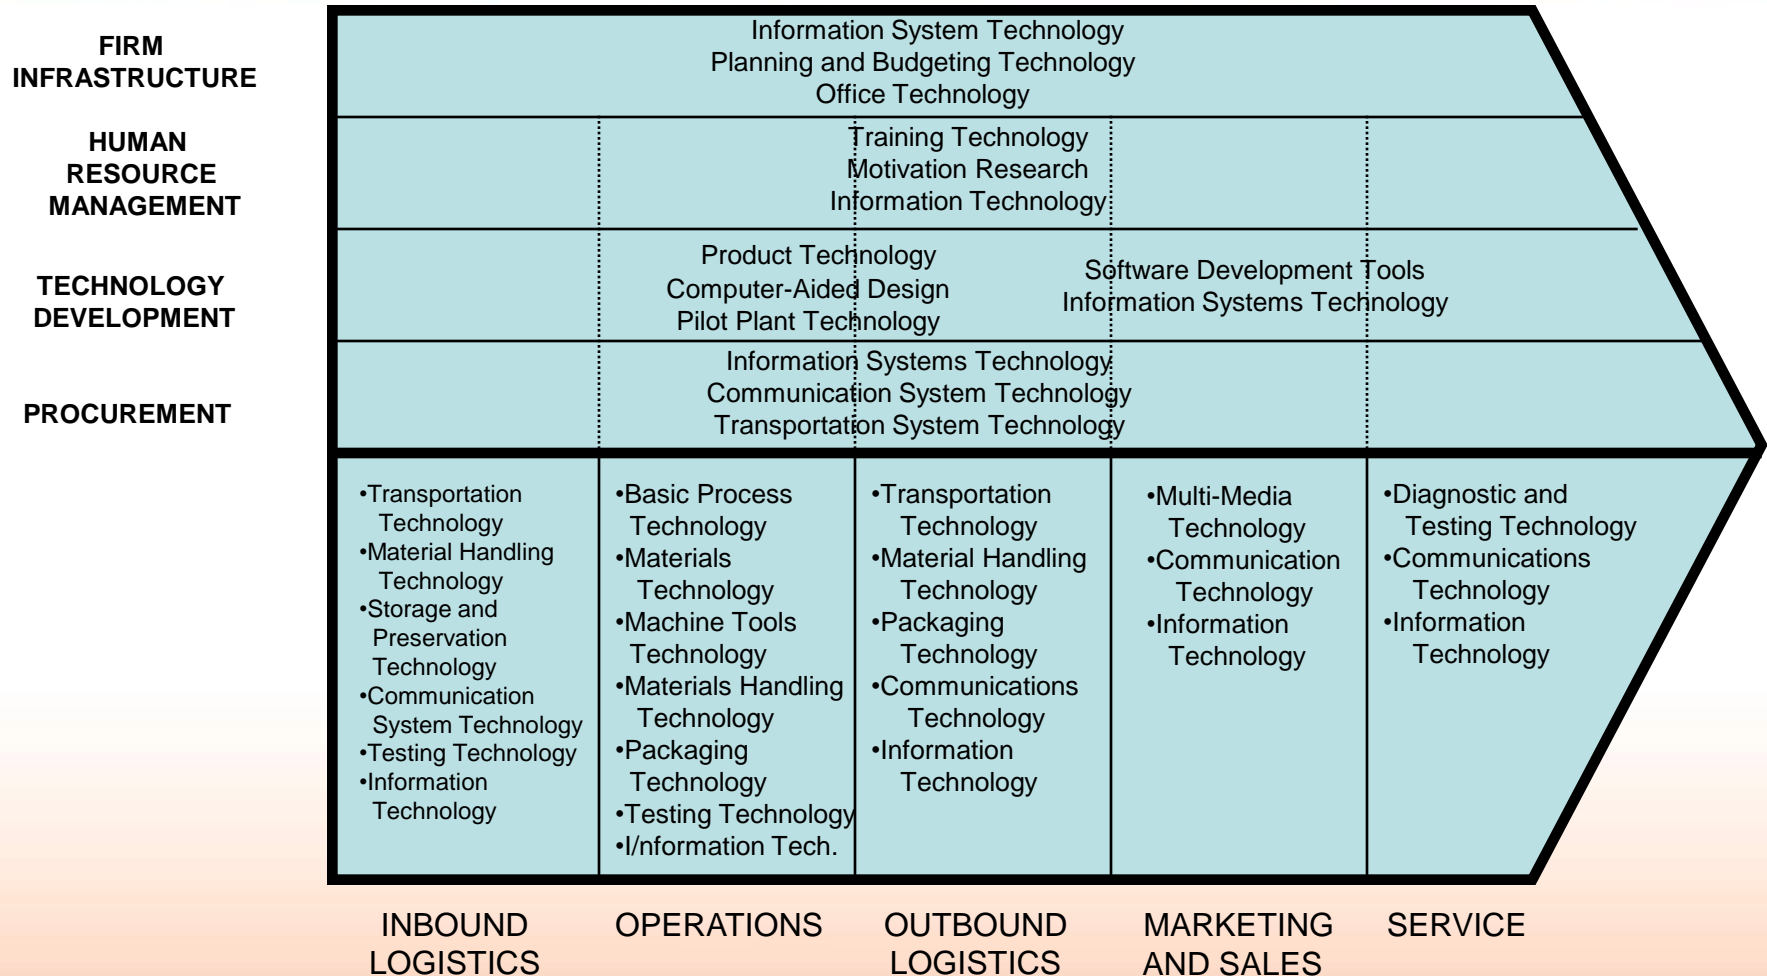 FIRM
INFRASTRUCTURE
Information System Technology
Planning and Budgeting Technology
Office Technology
HUMAN
RESOURCE
MANAGEMENT
Training Technology
Motivation Research
Information Technology
TECHNOLOGY
DEVELOPMENT
Product Technology
Computer-Aided Design
Pilot Plant Technology
Software Development Tools
Information Systems Technology
PROCUREMENT
Information Systems Technology
Communication System Technology
Transportation System Technology
•Transportation
Technology
•Material Handling
Technology
•Storage and
Preservation
Technology
•Communication
System Technology
•Testing Technology
•Information
Technology
•Basic Process
Technology
•Materials
Technology
•Machine Tools
Technology
•Materials Handling
Technology
•Packaging
Technology
•Testing Technology
•I/nformation Tech.
•Transportation
Technology
•Material Handling
Technology
•Packaging
Technology
•Communications
Technology
•Information
Technology
•Multi-Media
Technology
•Communication
Technology
•Information
Technology
•Diagnostic and
Testing Technology
•Communications
Technology
•Information
Technology
INBOUND
LOGISTICS
OPERATIONS
OUTBOUND
LOGISTICS
MARKETING
AND SALES
SERVICE